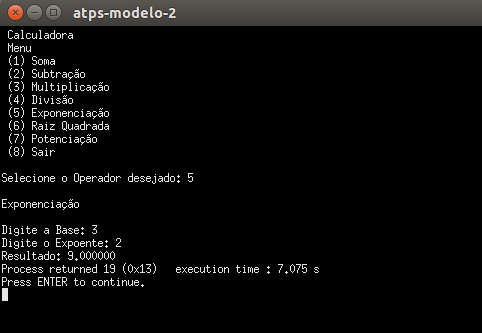 atps-modelo-2
Calculadora
Menu
(1) Soma
(2) Subtração
(3) Multiplicação
(4) Divisão
(5) Exponenciação
(6) Raiz Quadrada
(7) Potenciação
(8) Sair
Selecione o Operador desejado: 5
Exponenciação
Digite a Base: 3
Digite o Expoente: 2
Resultado: 9.000000
Process returned 19 (0x13)   execution time : 7.075 s
Press ENTER to continue.